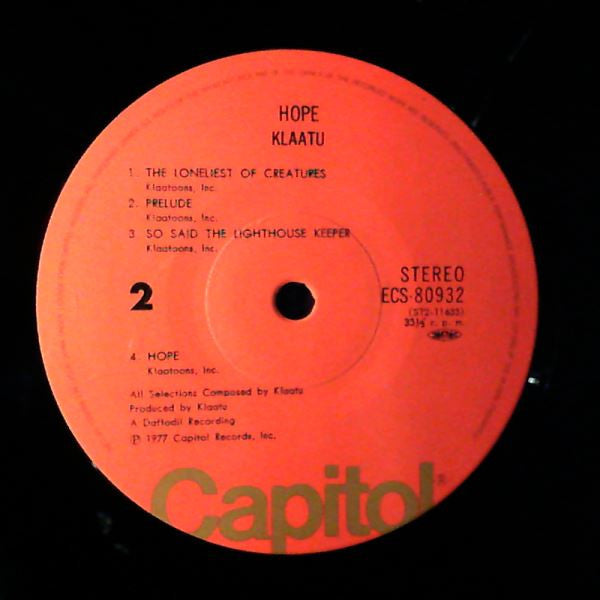 HOPE
KLAATU
1. THE LONELIEST OF CREATURES
Klaatoons, Inc.
2. PRELUDE
Klaatoons, Inc.
3. SO SAID THE LIGHTHOUSE KEEPER
Klaatoons, Inc.
2
STEREO
ECS-80932
(ST2-11633)
33⅓ r. p. m.
4. HOPE
Klaatoons, Inc.
All Selections Composed by Klaatu
Produced by Klaatu
A Daffodil Recording
℗ 1977 Capitol Records, Inc.
Capitol®